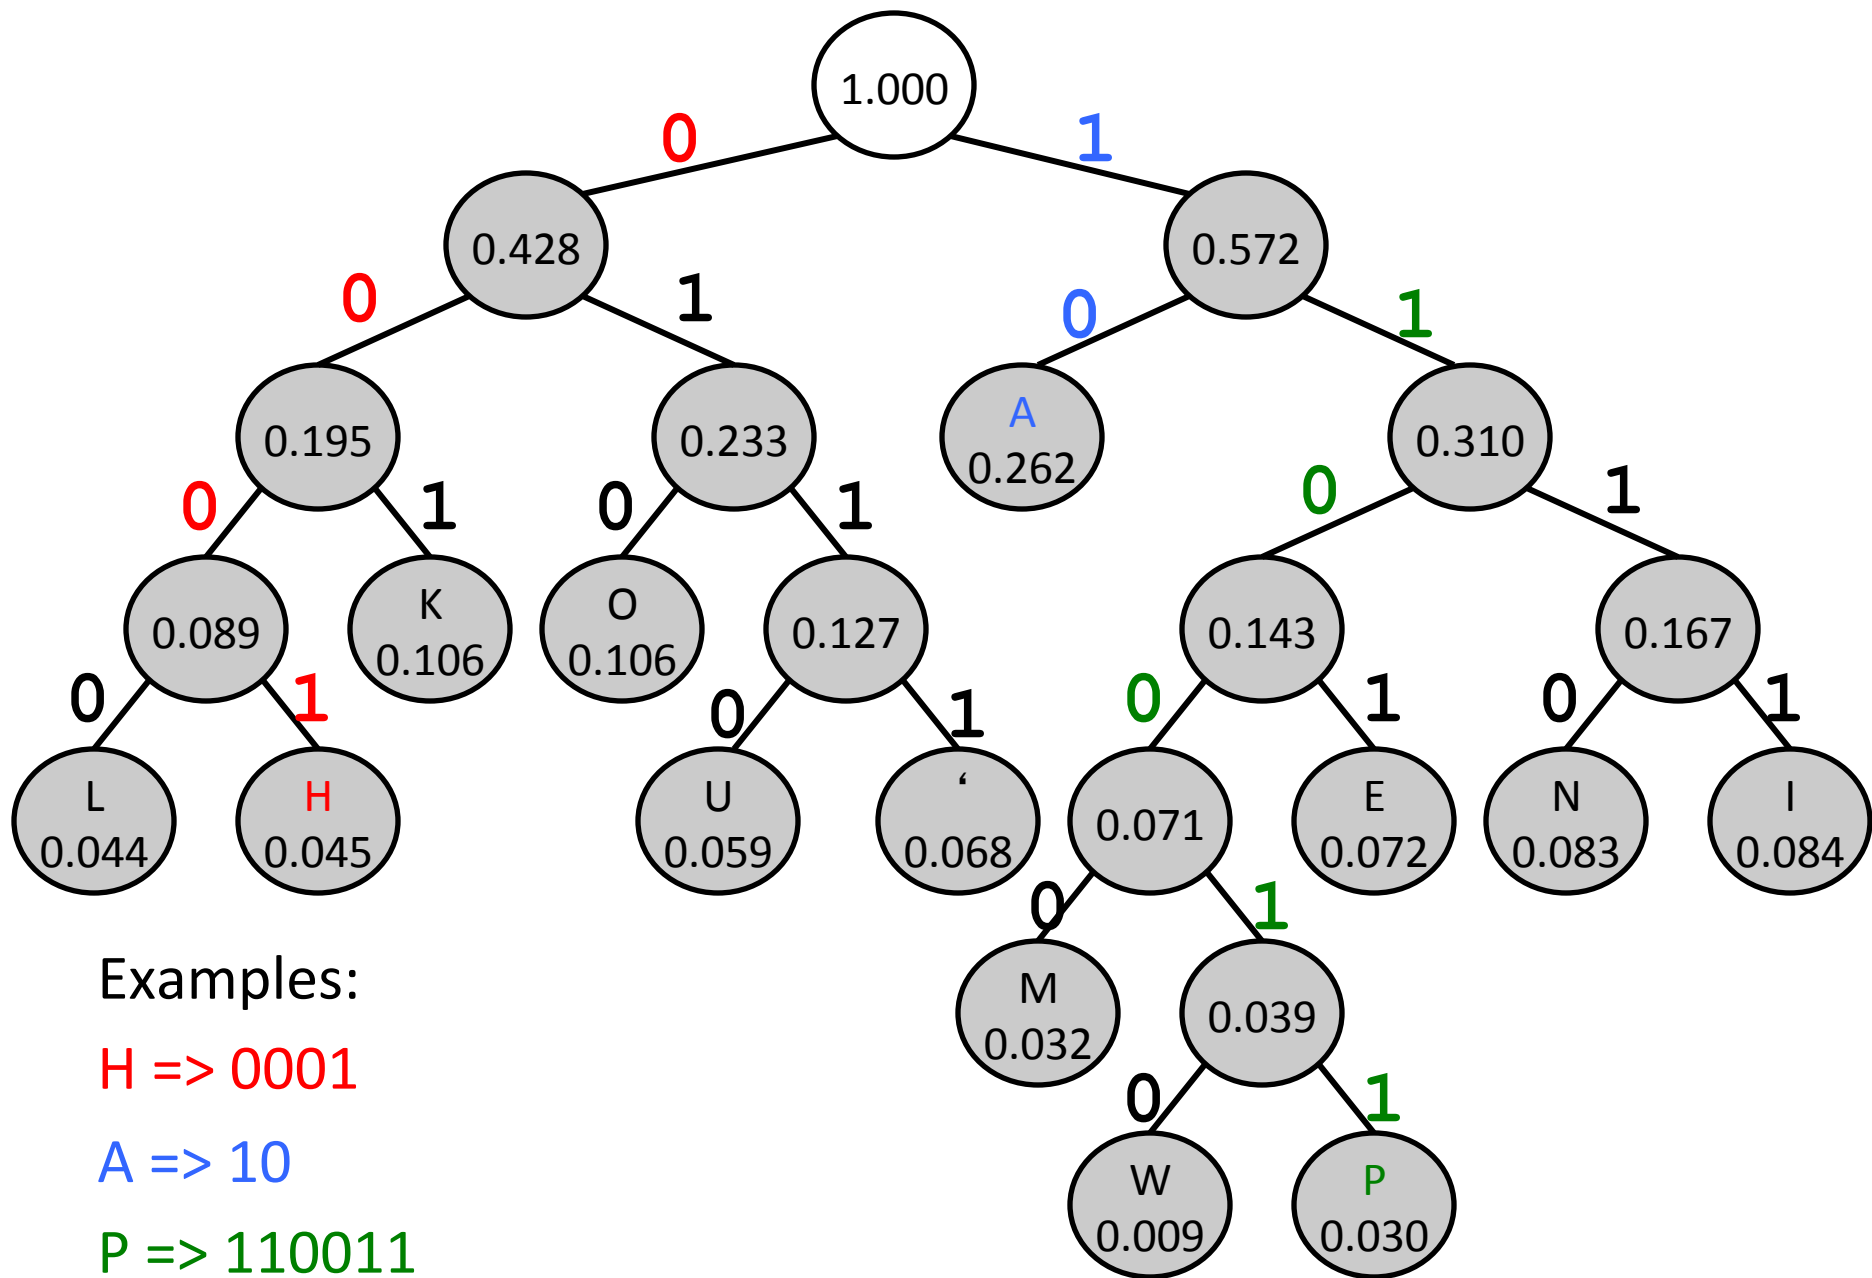 1.000
0 1
0.428 0.572
0 1 0 1
0.195 0.233 A 0.310
0.262
0 1 0 1 0 1
0.089 K O 0.127 0.143 0.167
0.106 0.106
0 1 0 1 0 1 0 1
L H U ‘ 0.071 E N I
0.044 0.045 0.059 0.068 0.072 0.083 0.084
0 1
M 0.039
0.032
0 1
W P
0.009 0.030
Examples:
H => 0001
A => 10
P => 110011